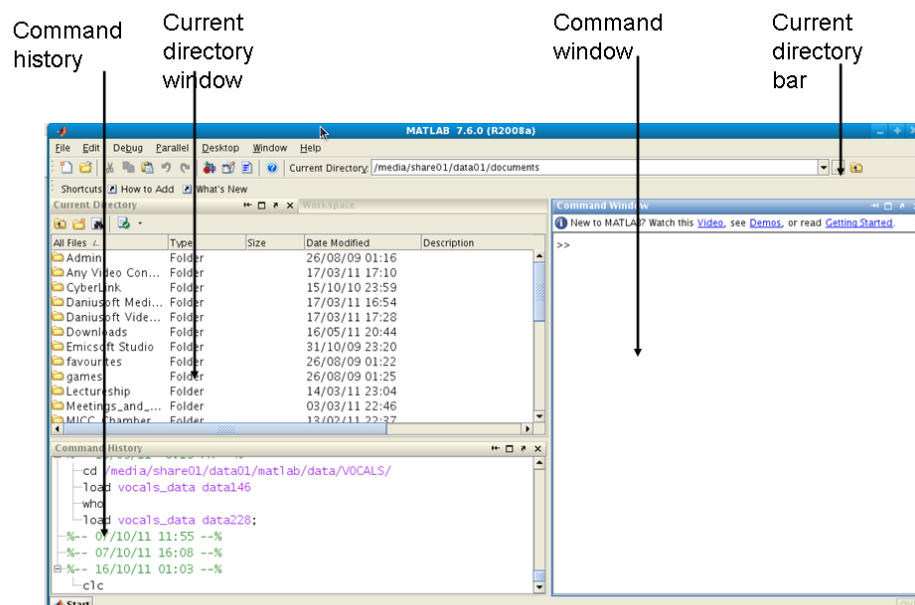 Command history
Current directory window
Command window
Current directory bar
MATLAB 7.6.0 (R2008a)
File Edit Debug Parallel Desktop Window Help
Current Directory: /media/share01/data01/documents
Shortcuts How to Add What's New
Current Directory Workspace
Command Window
New to MATLAB? Watch this Video, see Demos, or read Getting Started.
>>
All Files Type Size Date Modified Description
Admin Folder 26/08/09 01:16
Any Video Con... Folder 17/03/11 17:10
CyberLink Folder 15/10/10 23:59
Daniusoft Medi... Folder 17/03/11 16:54
Daniusoft Vide... Folder 17/03/11 17:28
Downloads Folder 16/05/11 20:44
Emicsoft Studio Folder 31/10/09 23:20
favourites Folder 26/08/09 01:22
games Folder 26/08/09 01:25
Lectureship Folder 14/03/11 23:04
Meetings_and_... Folder 03/03/11 22:46
MICC Chamber Folder 13/02/11 22:37
Command History
cd /media/share01/data01/matlab/data/VOCALS/
load vocals_data data146
who
load vocals_data data228;
%-- 07/10/11 11:55 --%
%-- 07/10/11 16:08 --%
%-- 16/10/11 01:03 --%
clc
Start